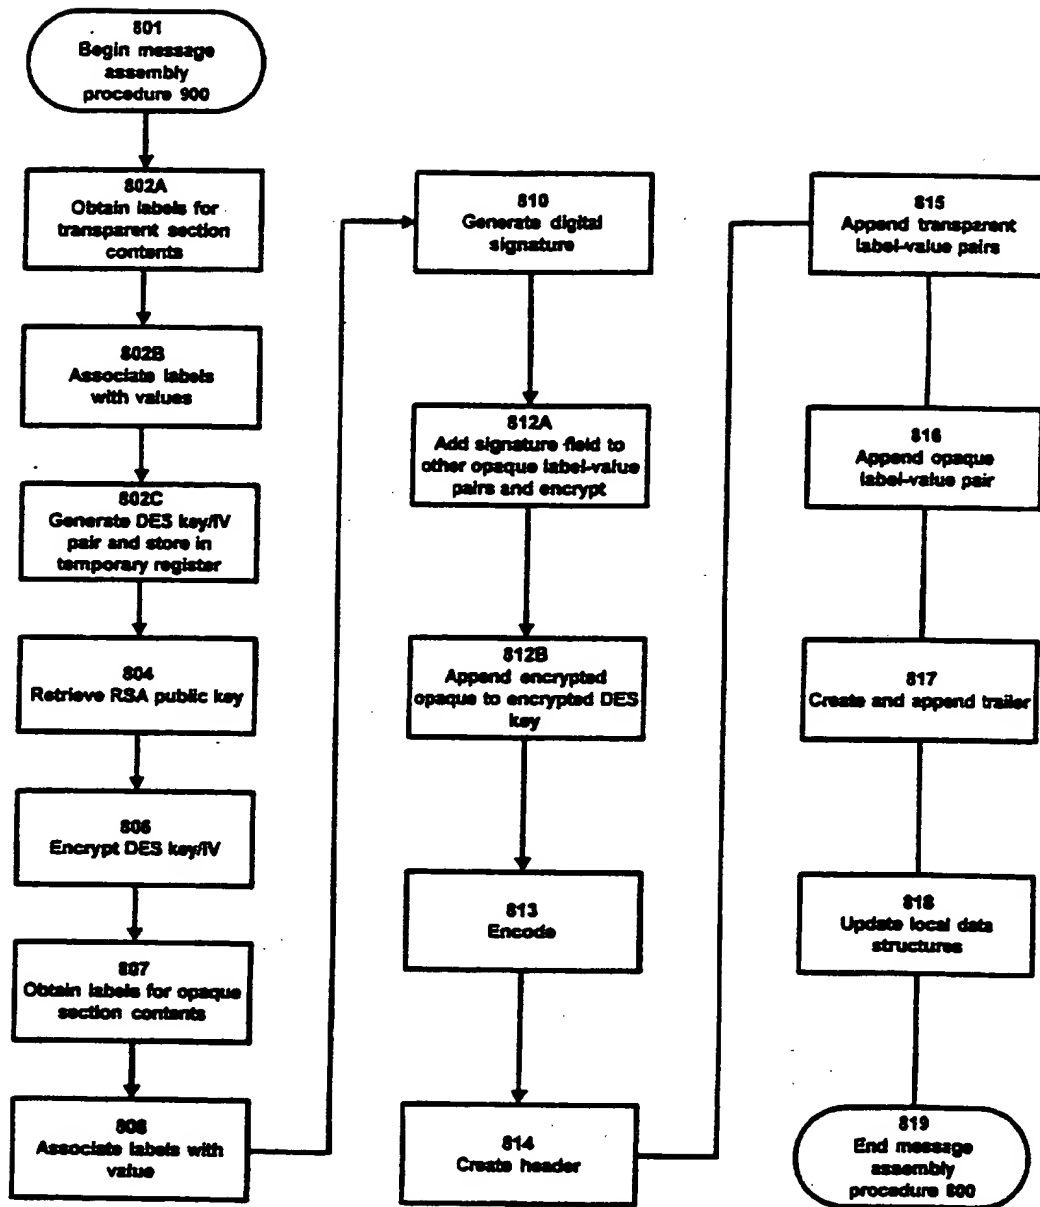 801
Begin message
assembly
procedure 900
802A
Obtain labels for
transparent section
contents
802B
Associate labels
with values
802C
Generate DES key/IV
pair and store in
temporary register
804
Retrieve RSA public key
806
Encrypt DES key/IV
807
Obtain labels for opaque
section contents
808
Associate labels with
value
810
Generate digital
signature
812A
Add signature field to
other opaque label-value
pairs and encrypt
812B
Append encrypted
opaque to encrypted DES
key
813
Encode
814
Create header
815
Append transparent
label-value pairs
816
Append opaque
label-value pair
817
Create and append trailer
818
Update local data
structures
819
End message
assembly
procedure 800